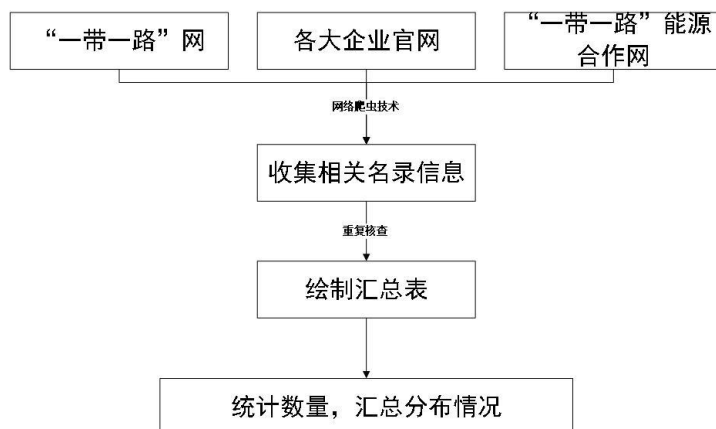 “一带一路”网
各大企业官网
“一带一路”能源
合作网
网络爬虫技术
收集相关名录信息
重复核查
绘制汇总表
统计数量，汇总分布情况